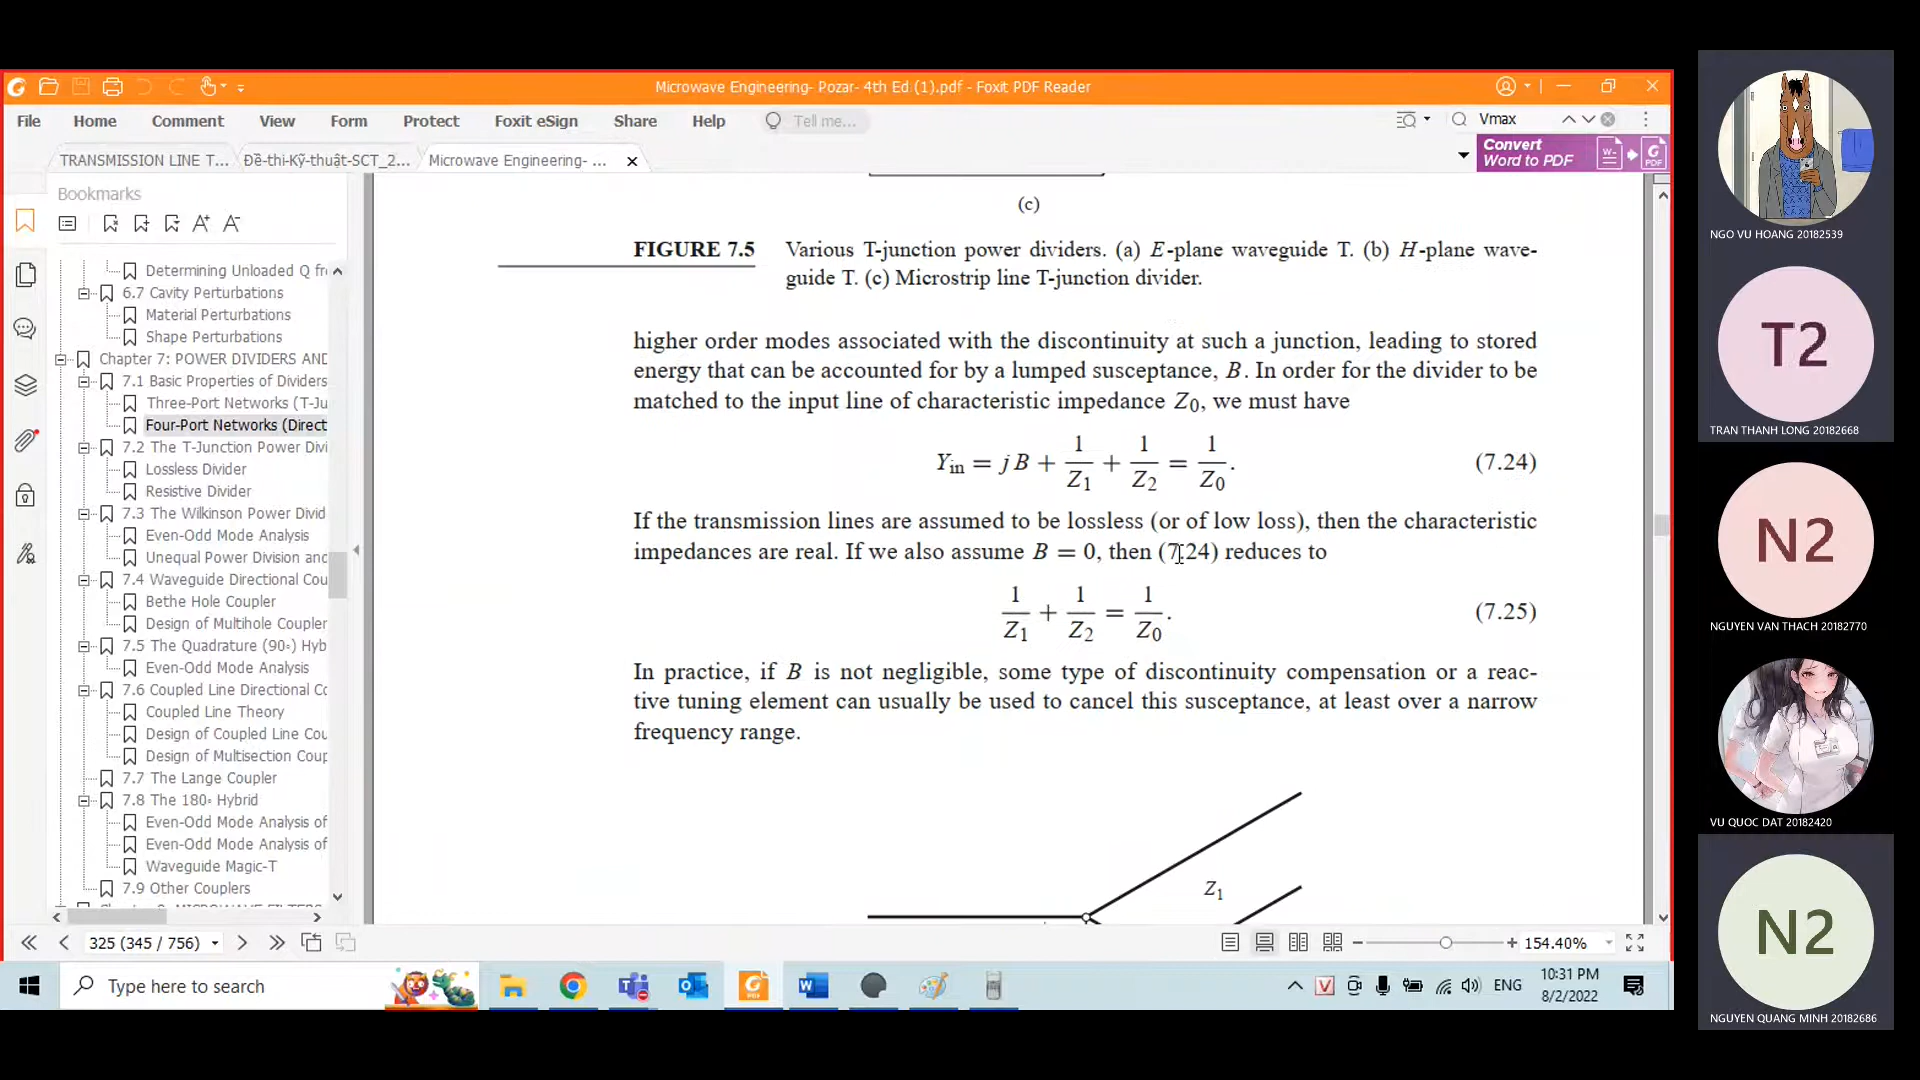 Microwave Engineering- Pozar- 4th Ed (1).pdf - Foxit PDF Reader
File Home Comment View Form Protect Foxit eSign Share Help Tell me... Vmax
TRANSMISSION LINE T... Đề-thi-Kỹ-thuật-SCT_2... Microwave Engineering- ...
Convert
Word to PDF
Bookmarks
Determining Unloaded Q fr
6.7 Cavity Perturbations
Material Perturbations
Shape Perturbations
Chapter 7: POWER DIVIDERS AND
7.1 Basic Properties of Dividers
Three-Port Networks (T-Ju
Four-Port Networks (Direct
7.2 The T-Junction Power Divi
Lossless Divider
Resistive Divider
7.3 The Wilkinson Power Divid
Even-Odd Mode Analysis
Unequal Power Division and
7.4 Waveguide Directional Cou
Bethe Hole Coupler
Design of Multihole Coupler
7.5 The Quadrature (90◦) Hyb
Even-Odd Mode Analysis
7.6 Coupled Line Directional Co
Coupled Line Theory
Design of Coupled Line Cou
Design of Multisection Coup
7.7 The Lange Coupler
7.8 The 180◦ Hybrid
Even-Odd Mode Analysis of
Even-Odd Mode Analysis of
Waveguide Magic-T
7.9 Other Couplers
(c)
FIGURE 7.5 Various T-junction power dividers. (a) E-plane waveguide T. (b) H-plane wave-
guide T. (c) Microstrip line T-junction divider.
higher order modes associated with the discontinuity at such a junction, leading to stored
energy that can be accounted for by a lumped susceptance, B. In order for the divider to be
matched to the input line of characteristic impedance Z0, we must have
Yin = jB + 1/Z1 + 1/Z2 = 1/Z0. (7.24)
If the transmission lines are assumed to be lossless (or of low loss), then the characteristic
impedances are real. If we also assume B = 0, then (7.24) reduces to
1/Z1 + 1/Z2 = 1/Z0. (7.25)
In practice, if B is not negligible, some type of discontinuity compensation or a reac-
tive tuning element can usually be used to cancel this susceptance, at least over a narrow
frequency range.
Z1
325 (345 / 756) 154.40%
Type here to search
ENG
10:31 PM
8/2/2022
NGO VU HOANG 20182539
T2
TRAN THANH LONG 20182668
N2
NGUYEN VAN THACH 20182770
VU QUOC DAT 20182420
N2
NGUYEN QUANG MINH 20182686